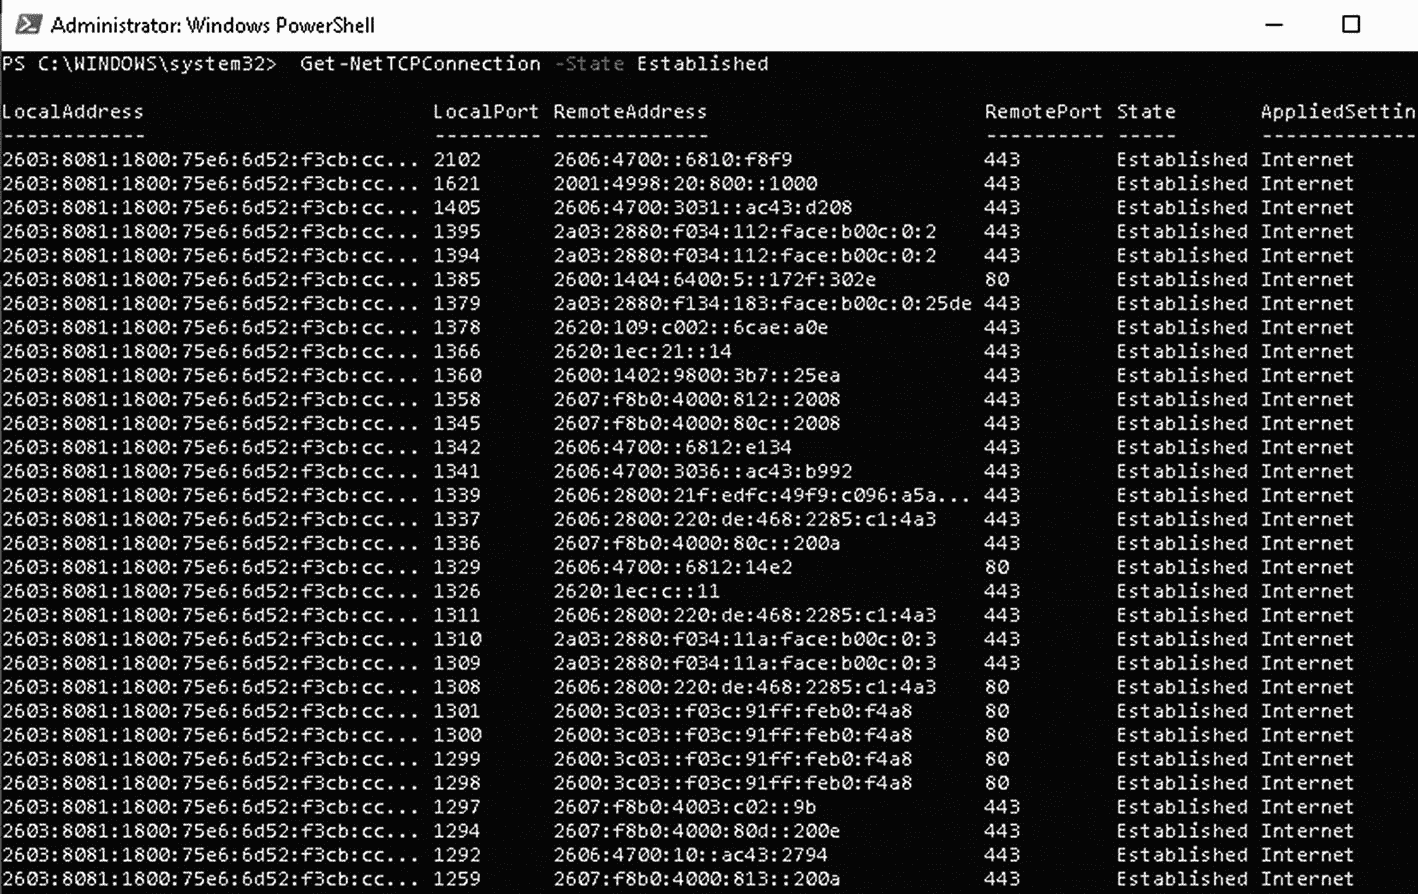 Administrator: Windows PowerShell
PS C:\WINDOWS\system32>  Get-NetTCPConnection -State Established
LocalAddress LocalPort RemoteAddress RemotePort State AppliedSettin
------------ --------- ------------- ---------- ----- -------------
2603:8081:1800:75e6:6d52:f3cb:cc... 2102 2606:4700::6810:f8f9 443 Established Internet
2603:8081:1800:75e6:6d52:f3cb:cc... 1621 2001:4998:20:800::1000 443 Established Internet
2603:8081:1800:75e6:6d52:f3cb:cc... 1405 2606:4700:3031::ac43:d208 443 Established Internet
2603:8081:1800:75e6:6d52:f3cb:cc... 1395 2a03:2880:f034:112:face:b00c:0:2 443 Established Internet
2603:8081:1800:75e6:6d52:f3cb:cc... 1394 2a03:2880:f034:112:face:b00c:0:2 443 Established Internet
2603:8081:1800:75e6:6d52:f3cb:cc... 1385 2600:1404:6400:5::172f:302e 80 Established Internet
2603:8081:1800:75e6:6d52:f3cb:cc... 1379 2a03:2880:f134:183:face:b00c:0:25de 443 Established Internet
2603:8081:1800:75e6:6d52:f3cb:cc... 1378 2620:109:c002::6cae:a0e 443 Established Internet
2603:8081:1800:75e6:6d52:f3cb:cc... 1366 2620:1ec:21::14 443 Established Internet
2603:8081:1800:75e6:6d52:f3cb:cc... 1360 2600:1402:9800:3b7::25ea 443 Established Internet
2603:8081:1800:75e6:6d52:f3cb:cc... 1358 2607:f8b0:4000:812::2008 443 Established Internet
2603:8081:1800:75e6:6d52:f3cb:cc... 1345 2607:f8b0:4000:80c::2008 443 Established Internet
2603:8081:1800:75e6:6d52:f3cb:cc... 1342 2606:4700::6812:e134 443 Established Internet
2603:8081:1800:75e6:6d52:f3cb:cc... 1341 2606:4700:3036::ac43:b992 443 Established Internet
2603:8081:1800:75e6:6d52:f3cb:cc... 1339 2606:2800:21f:edfc:49f9:c096:a5a... 443 Established Internet
2603:8081:1800:75e6:6d52:f3cb:cc... 1337 2606:2800:220:de:468:2285:c1:4a3 443 Established Internet
2603:8081:1800:75e6:6d52:f3cb:cc... 1336 2607:f8b0:4000:80c::200a 443 Established Internet
2603:8081:1800:75e6:6d52:f3cb:cc... 1329 2606:4700::6812:14e2 80 Established Internet
2603:8081:1800:75e6:6d52:f3cb:cc... 1326 2620:1ec:c::11 443 Established Internet
2603:8081:1800:75e6:6d52:f3cb:cc... 1311 2606:2800:220:de:468:2285:c1:4a3 443 Established Internet
2603:8081:1800:75e6:6d52:f3cb:cc... 1310 2a03:2880:f034:11a:face:b00c:0:3 443 Established Internet
2603:8081:1800:75e6:6d52:f3cb:cc... 1309 2a03:2880:f034:11a:face:b00c:0:3 443 Established Internet
2603:8081:1800:75e6:6d52:f3cb:cc... 1308 2606:2800:220:de:468:2285:c1:4a3 80 Established Internet
2603:8081:1800:75e6:6d52:f3cb:cc... 1301 2600:3c03::f03c:91ff:feb0:f4a8 80 Established Internet
2603:8081:1800:75e6:6d52:f3cb:cc... 1300 2600:3c03::f03c:91ff:feb0:f4a8 80 Established Internet
2603:8081:1800:75e6:6d52:f3cb:cc... 1299 2600:3c03::f03c:91ff:feb0:f4a8 80 Established Internet
2603:8081:1800:75e6:6d52:f3cb:cc... 1298 2600:3c03::f03c:91ff:feb0:f4a8 80 Established Internet
2603:8081:1800:75e6:6d52:f3cb:cc... 1297 2607:f8b0:4003:c02::9b 443 Established Internet
2603:8081:1800:75e6:6d52:f3cb:cc... 1294 2607:f8b0:4000:80d::200e 443 Established Internet
2603:8081:1800:75e6:6d52:f3cb:cc... 1292 2606:4700:10::ac43:2794 443 Established Internet
2603:8081:1800:75e6:6d52:f3cb:cc... 1259 2607:f8b0:4000:813::200a 443 Established Internet